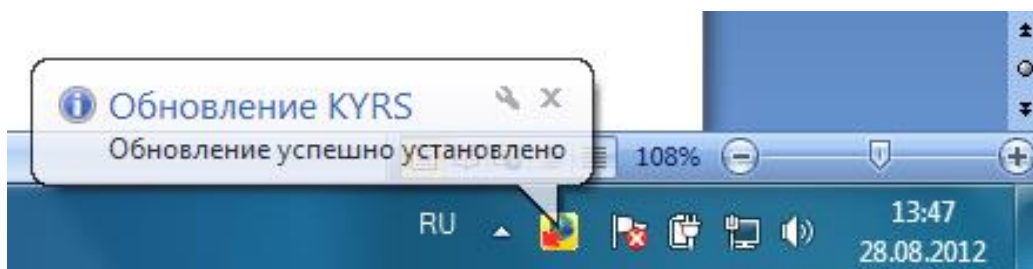 Обновление KYRS
Обновление успешно установлено
108%
RU
13:47
28.08.2012